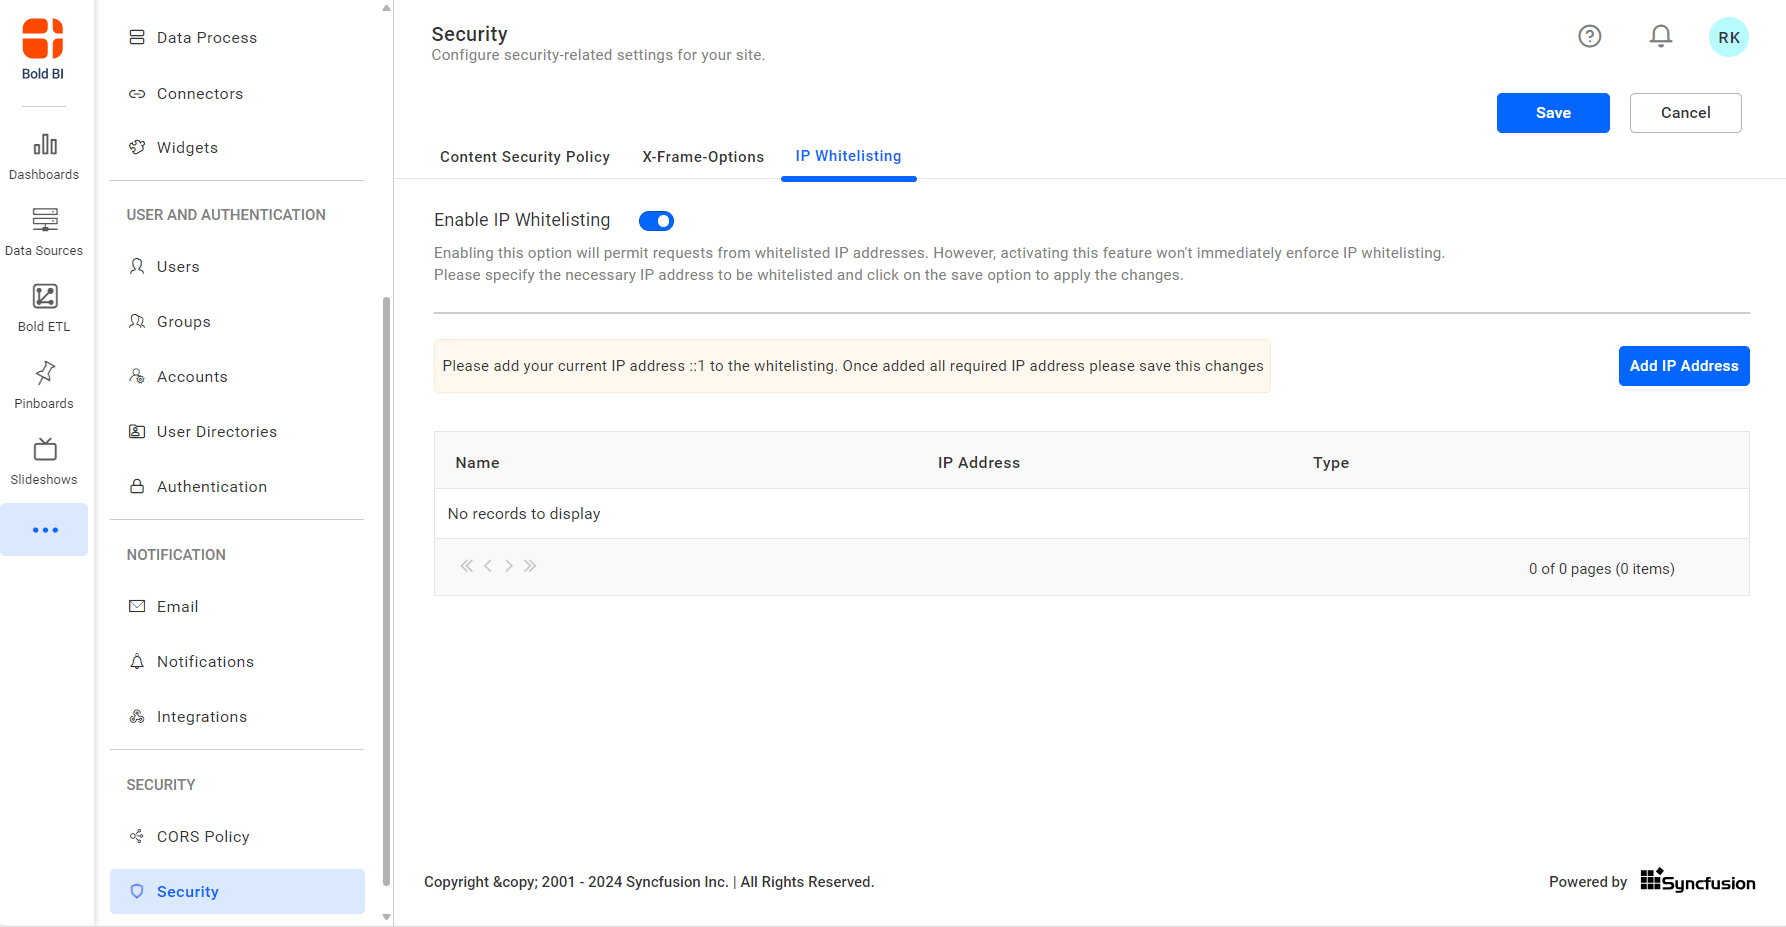 Bold BI
Dashboards
Data Sources
Bold ETL
Pinboards
Slideshows
Data Process
Connectors
Widgets
USER AND AUTHENTICATION
Users
Groups
Accounts
User Directories
Authentication
NOTIFICATION
Email
Notifications
Integrations
SECURITY
CORS Policy
Security
Security
Configure security-related settings for your site.
RK
Save
Cancel
Content Security Policy
X-Frame-Options
IP Whitelisting
Enable IP Whitelisting
Enabling this option will permit requests from whitelisted IP addresses. However, activating this feature won't immediately enforce IP whitelisting.
Please specify the necessary IP address to be whitelisted and click on the save option to apply the changes.
Please add your current IP address ::1 to the whitelisting. Once added all required IP address please save this changes
Add IP Address
Name IP Address Type
No records to display
0 of 0 pages (0 items)
Copyright &copy; 2001 - 2024 Syncfusion Inc. | All Rights Reserved.
Powered by Syncfusion